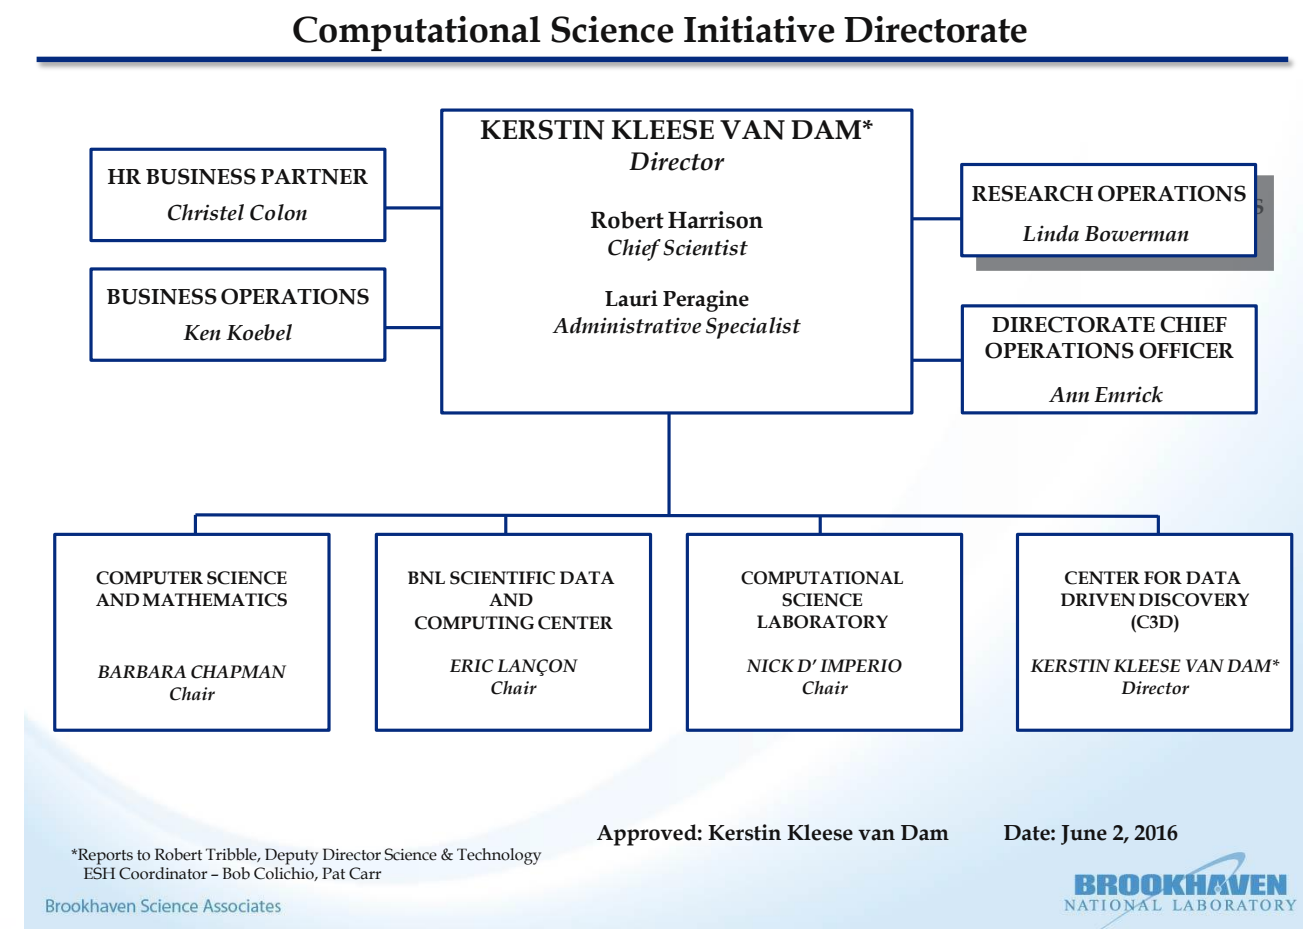 Computational Science Initiative Directorate
KERSTIN KLEESE VAN DAM*
Director
Robert Harrison
Chief Scientist
Lauri Peragine
Administrative Specialist
HR BUSINESS PARTNER
Christel Colon
BUSINESS OPERATIONS
Ken Koebel
RESEARCH OPERATIONS
Linda Bowerman
DIRECTORATE CHIEF
OPERATIONS OFFICER
Ann Emrick
COMPUTER SCIENCE
AND MATHEMATICS
BARBARA CHAPMAN
Chair
BNL SCIENTIFIC DATA
AND
COMPUTING CENTER
ERIC LANÇON
Chair
COMPUTATIONAL
SCIENCE
LABORATORY
NICK D’ IMPERIO
Chair
CENTER FOR DATA
DRIVEN DISCOVERY
(C3D)
KERSTIN KLEESE VAN DAM*
Director
Approved: Kerstin Kleese van Dam Date: June 2, 2016
*Reports to Robert Tribble, Deputy Director Science & Technology
ESH Coordinator – Bob Colichio, Pat Carr
Brookhaven Science Associates
BROOKHAVEN
NATIONAL LABORATORY